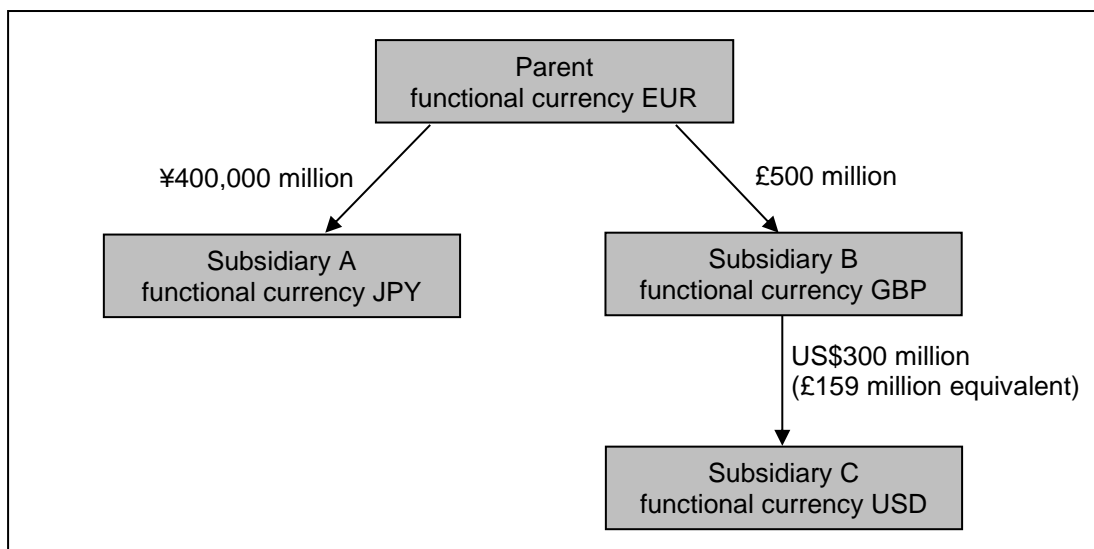 Parent
functional currency EUR
¥400,000 million
£500 million
Subsidiary A
functional currency JPY
Subsidiary B
functional currency GBP
US$300 million
(£159 million equivalent)
Subsidiary C
functional currency USD